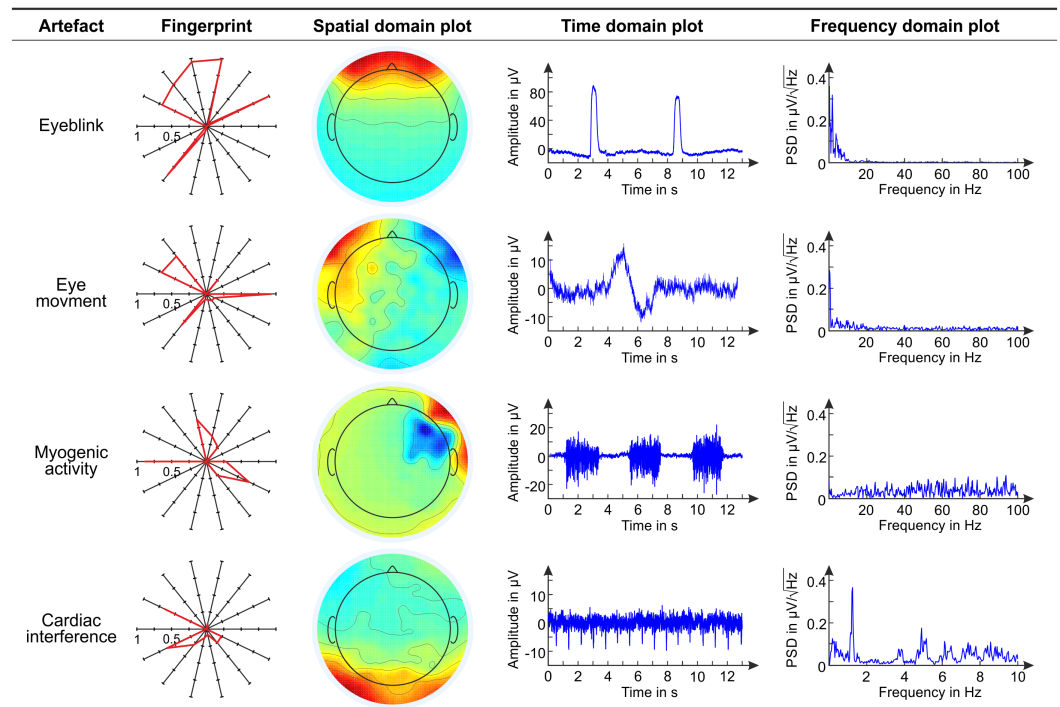 Artefact Fingerprint Spatial domain plot Time domain plot Frequency domain plot
Eyeblink
1 0.5
Amplitude in µV
80
40
0
0 2 4 6 8 10 12
Time in s
PSD in µV/√Hz
0.4
0.2
0
0 20 40 60 80 100
Frequency in Hz
Eye
movment
1 0.5
Amplitude in µV
10
0
-10
0 2 4 6 8 10 12
Time in s
PSD in µV/√Hz
0.4
0.2
0
0 20 40 60 80 100
Frequency in Hz
Myogenic
activity
1 0.5
Amplitude in µV
20
0
-20
0 2 4 6 8 10 12
Time in s
PSD in µV/√Hz
0.4
0.2
0
0 20 40 60 80 100
Frequency in Hz
Cardiac
interference
1 0.5
Amplitude in µV
10
0
-10
0 2 4 6 8 10 12
Time in s
PSD in µV/√Hz
0.4
0.2
0
2 4 6 8 10
Frequency in Hz